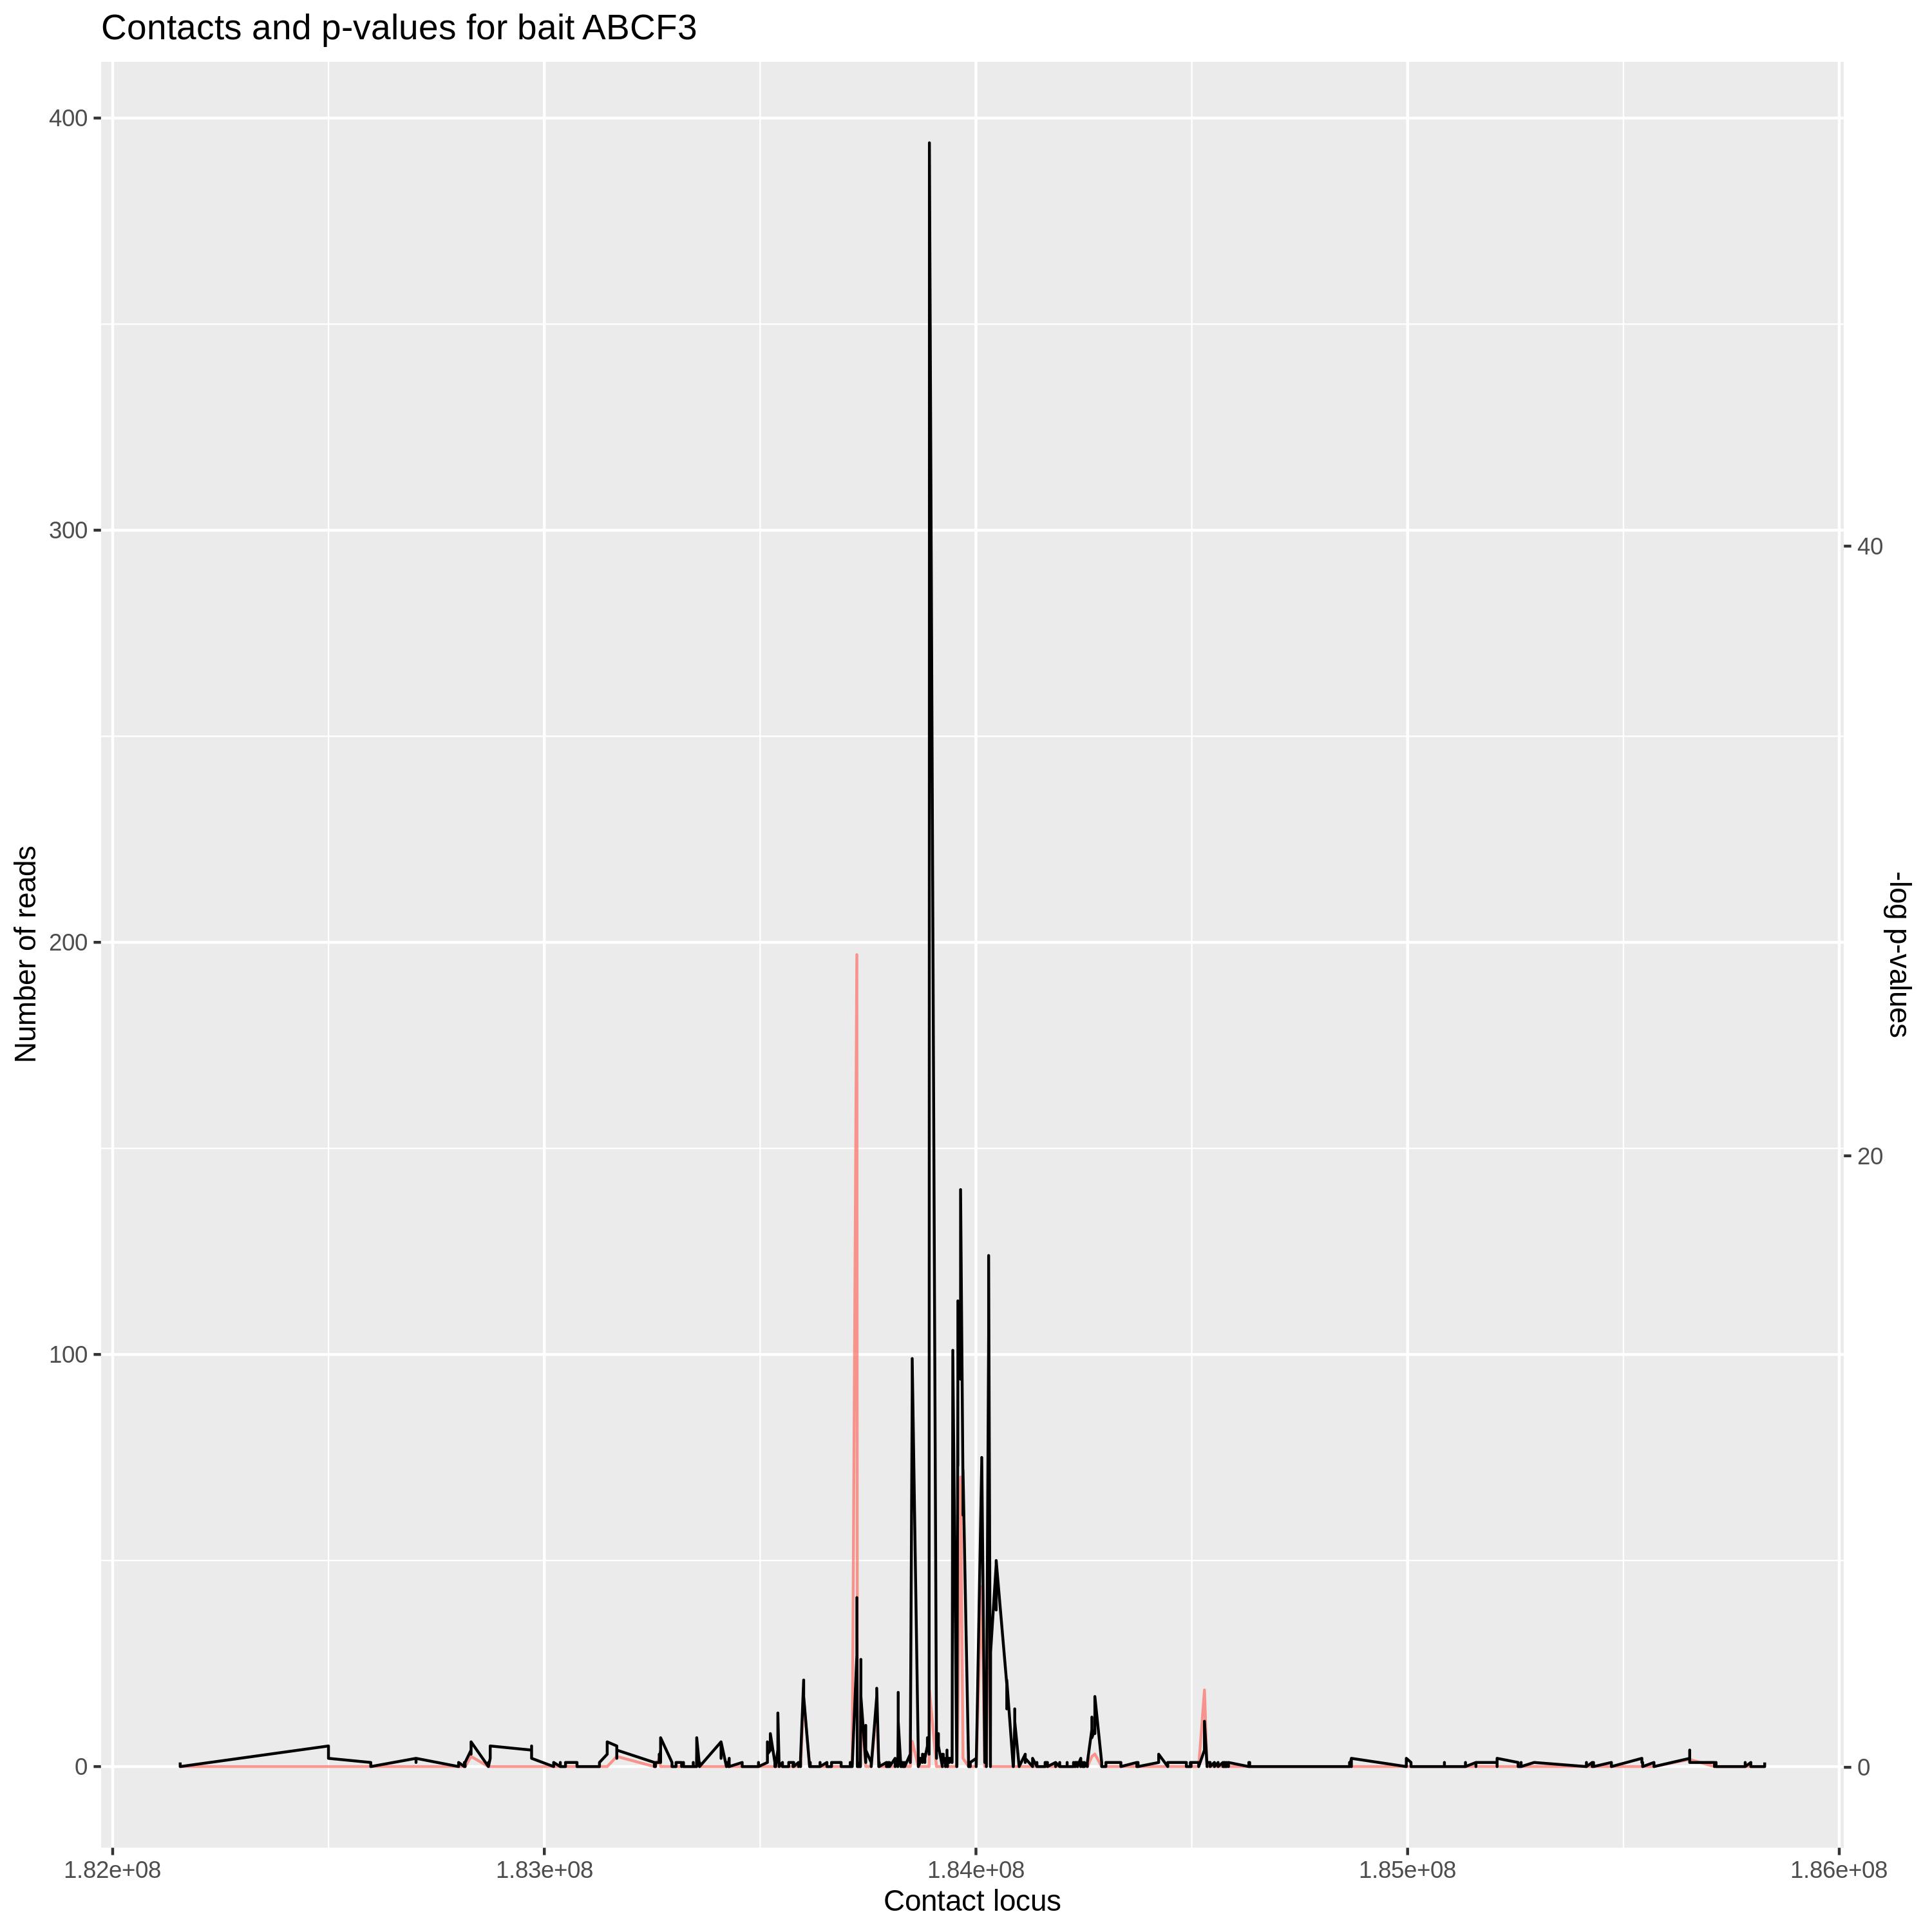 Contacts and p-values for bait ABCF3
400
300
200
100
0
Number of reads
40
20
0
-log p-values
1.82e+08
1.83e+08
1.84e+08
1.85e+08
1.86e+08
Contact locus